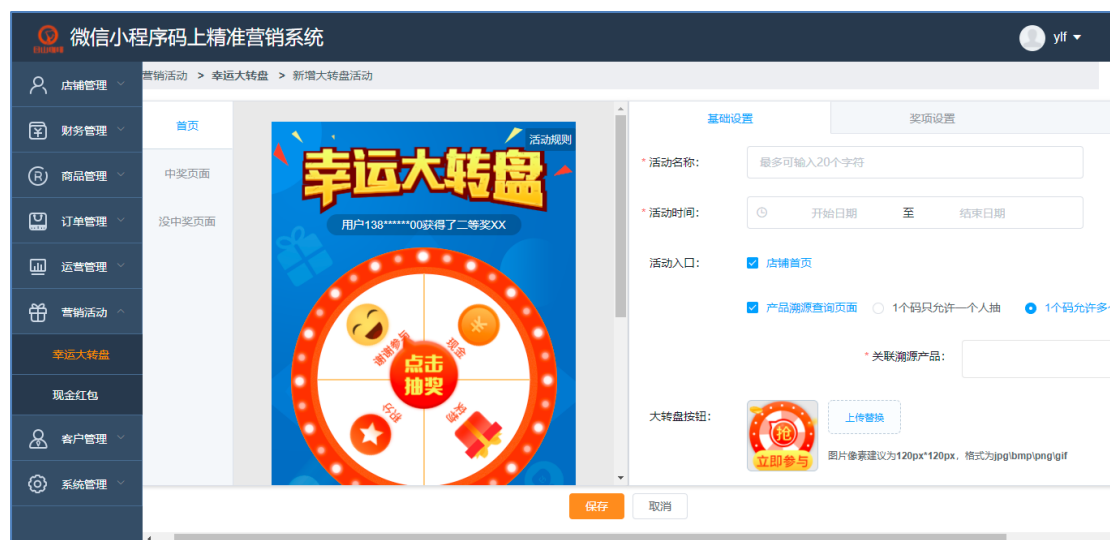 微信小程序码上精准营销系统
ylf
店铺管理
财务管理
商品管理
订单管理
运营管理
营销活动
幸运大转盘
现金红包
客户管理
系统管理
营销活动 > 幸运大转盘 > 新增大转盘活动
首页
中奖页面
没中奖页面
活动规则
幸运大转盘
用户138******00获得了二等奖XX
谢谢参与
现金
点击
抽奖
积分
奖物
基础设置
奖项设置
* 活动名称：
最多可输入20个字符
* 活动时间：
开始日期 至 结束日期
活动入口：
店铺首页
产品溯源查询页面 1个码只允许一个人抽 1个码允许多
* 关联溯源产品：
大转盘按钮：
抢
立即参与
上传替换
图片像素建议为120px*120px，格式为jpg\bmp\png\gif
保存 取消